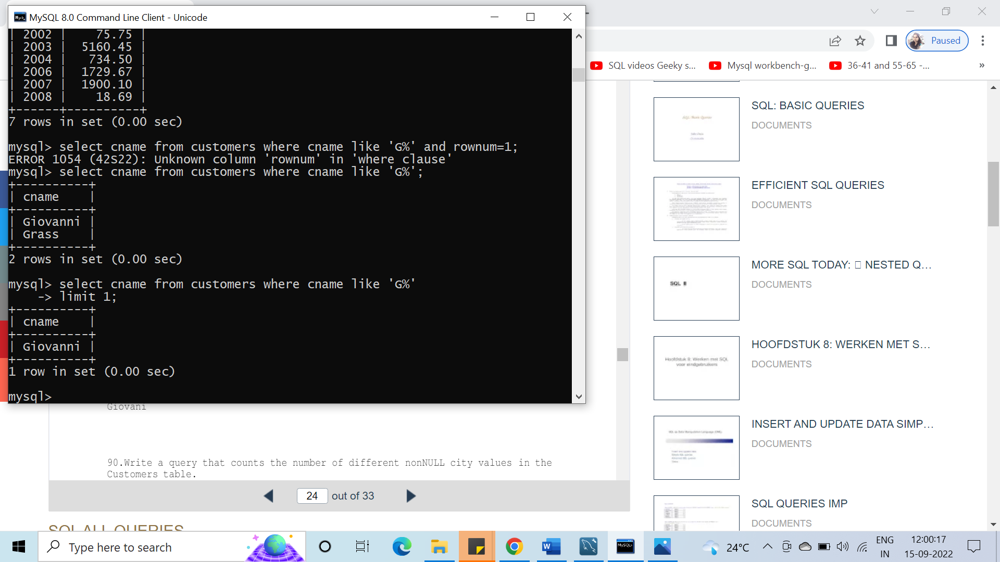 MySQL 8.0 Command Line Client - Unicode
| 2002 |    75.75 |
| 2003 |  5160.45 |
| 2004 |   734.50 |
| 2006 |  1729.67 |
| 2007 |  1900.10 |
| 2008 |    18.69 |
+------+----------+
7 rows in set (0.00 sec)
mysql> select cname from customers where cname like 'G%' and rownum=1;
ERROR 1054 (42S22): Unknown column 'rownum' in 'where clause'
mysql> select cname from customers where cname like 'G%';
+----------+
| cname    |
+----------+
| Giovanni |
| Grass    |
+----------+
2 rows in set (0.00 sec)
mysql> select cname from customers where cname like 'G%'
    -> limit 1;
+----------+
| cname    |
+----------+
| Giovanni |
+----------+
1 row in set (0.00 sec)
mysql>
Giovani
90.Write a query that counts the number of different nonNULL city values in the
Customers table.
24 out of 33
SQL ALL QUERIES
Paused
SQL videos Geeky s...
Mysql workbench-g...
36-41 and 55-65 -...
»
SQL: Basic Queries
SQL: BASIC QUERIES
DOCUMENTS
EFFICIENT SQL QUERIES
DOCUMENTS
SQL II
MORE SQL TODAY: 􀀀 NESTED Q...
DOCUMENTS
Hoofdstuk 8: Werken met SQL
voor eindgebruikers
HOOFDSTUK 8: WERKEN MET S...
DOCUMENTS
INSERT AND UPDATE DATA SIMP...
DOCUMENTS
SQL QUERIES IMP
DOCUMENTS
Type here to search
W
MySQL
24°C
ENG
IN
12:00:17
15-09-2022